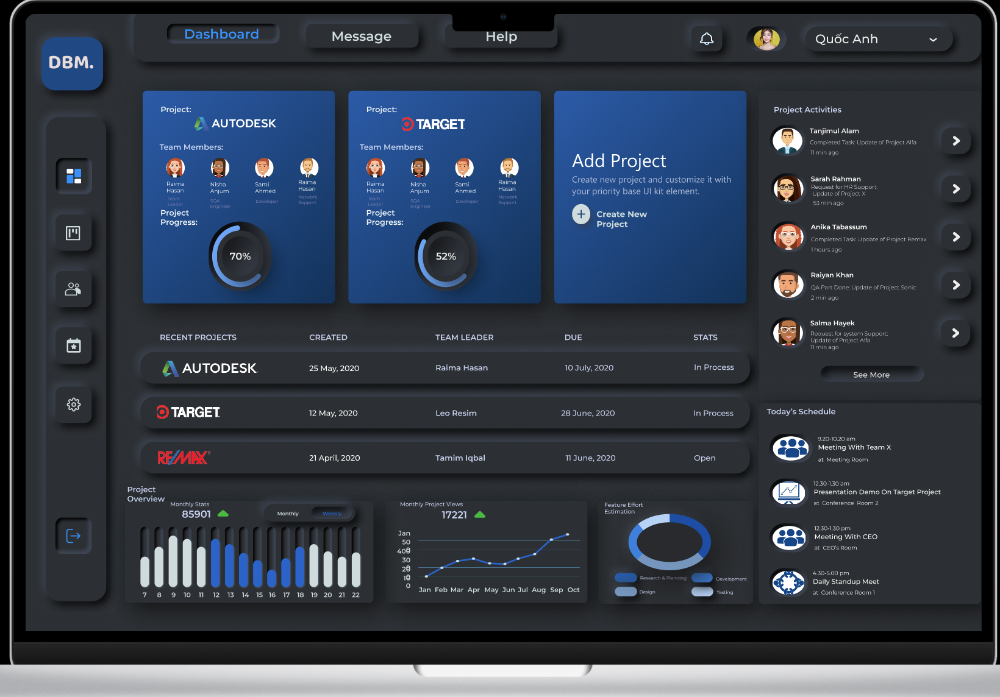 Dashboard
Message
Help
Quốc Anh
DBM.
Project:
AUTODESK
Team Members:
Raima
Hasan
Team
Leader
Nisha
Anjum
SQA
Engineer
Sami
Ahmed
Developer
Raima
Hasan
Network
Support
Project
Progress:
70%
Project:
TARGET
Team Members:
Raima
Hasan
Team
Leader
Nisha
Anjum
SQA
Engineer
Sami
Ahmed
Developer
Raima
Hasan
Network
Support
Project
Progress:
52%
Add Project
Create new project and customize it with
your priority base UI kit element.
Create New
Project
Project Activities
Tanjimul Alam
Completed Task: Update of Project Alfa
11 min ago
Sarah Rahman
Request for HR Support:
Update of Project X
53 min ago
Anika Tabassum
Completed Task: Update of Project Remax
1 hours ago
Raiyan Khan
QA Part Done: Update of Project Sonic
2 min ago
Salma Hayek
Request for system Support:
Update of Project Alfa
11 min ago
See More
RECENT PROJECTS CREATED TEAM LEADER DUE STATS
AUTODESK 25 May, 2020 Raima Hasan 10 July, 2020 In Process
TARGET 12 May, 2020 Leo Resim 28 June, 2020 In Process
RE/MAX 21 April, 2020 Tamim Iqbal 11 June, 2020 Open
Today's Schedule
9.20-10.20 am
Meeting With Team X
at Meeting Room
12.30-1.30 am
Presentation Demo On Target Project
at Conference Room 2
12.30-1.30 pm
Meeting With CEO
at CEO's Room
4.30-5.00 pm
Daily Standup Meet
at Conference Room 1
Project
Overview
Monthly Stats
85901
Monthly Weekly
7 8 9 10 11 12 13 14 15 16 17 18 19 20 21 22
Monthly Project Views
17221
Jan
50
0
40
30
0
20
0
10
0
Jan Feb Mar Apr May Jun Jul Aug Sep Oct
Feature Effort
Estimation
Research & Planning
Development
Design
Testing